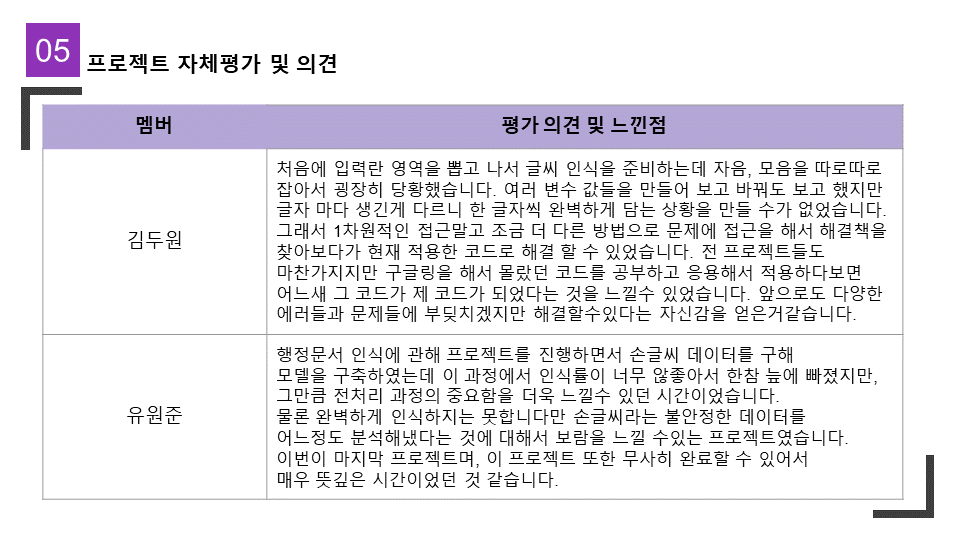 05
프로젝트 자체평가 및 의견
멤버
평가 의견 및 느낀점
김두원
처음에 입력란 영역을 뽑고 나서 글씨 인식을 준비하는데 자음, 모음을 따로따로
잡아서 굉장히 당황했습니다. 여러 변수 값들을 만들어 보고 바꿔도 보고 했지만
글자 마다 생긴게 다르니 한 글자씩 완벽하게 담는 상황을 만들 수가 없었습니다.
그래서 1차원적인 접근말고 조금 더 다른 방법으로 문제에 접근을 해서 해결책을
찾아보다가 현재 적용한 코드로 해결 할 수 있었습니다. 전 프로젝트들도
마찬가지지만 구글링을 해서 몰랐던 코드를 공부하고 응용해서 적용하다보면
어느새 그 코드가 제 코드가 되었다는 것을 느낄수 있었습니다. 앞으로도 다양한
에러들과 문제들에 부딪치겠지만 해결할수있다는 자신감을 얻은거같습니다.
유원준
행정문서 인식에 관해 프로젝트를 진행하면서 손글씨 데이터를 구해
모델을 구축하였는데 이 과정에서 인식률이 너무 않좋아서 한참 늪에 빠졌지만,
그만큼 전처리 과정의 중요함을 더욱 느낄수 있던 시간이었습니다.
물론 완벽하게 인식하지는 못합니다만 손글씨라는 불안정한 데이터를
어느정도 분석해냈다는 것에 대해서 보람을 느낄 수있는 프로젝트였습니다.
이번이 마지막 프로젝트며, 이 프로젝트 또한 무사히 완료할 수 있어서
매우 뜻깊은 시간이었던 것 같습니다.